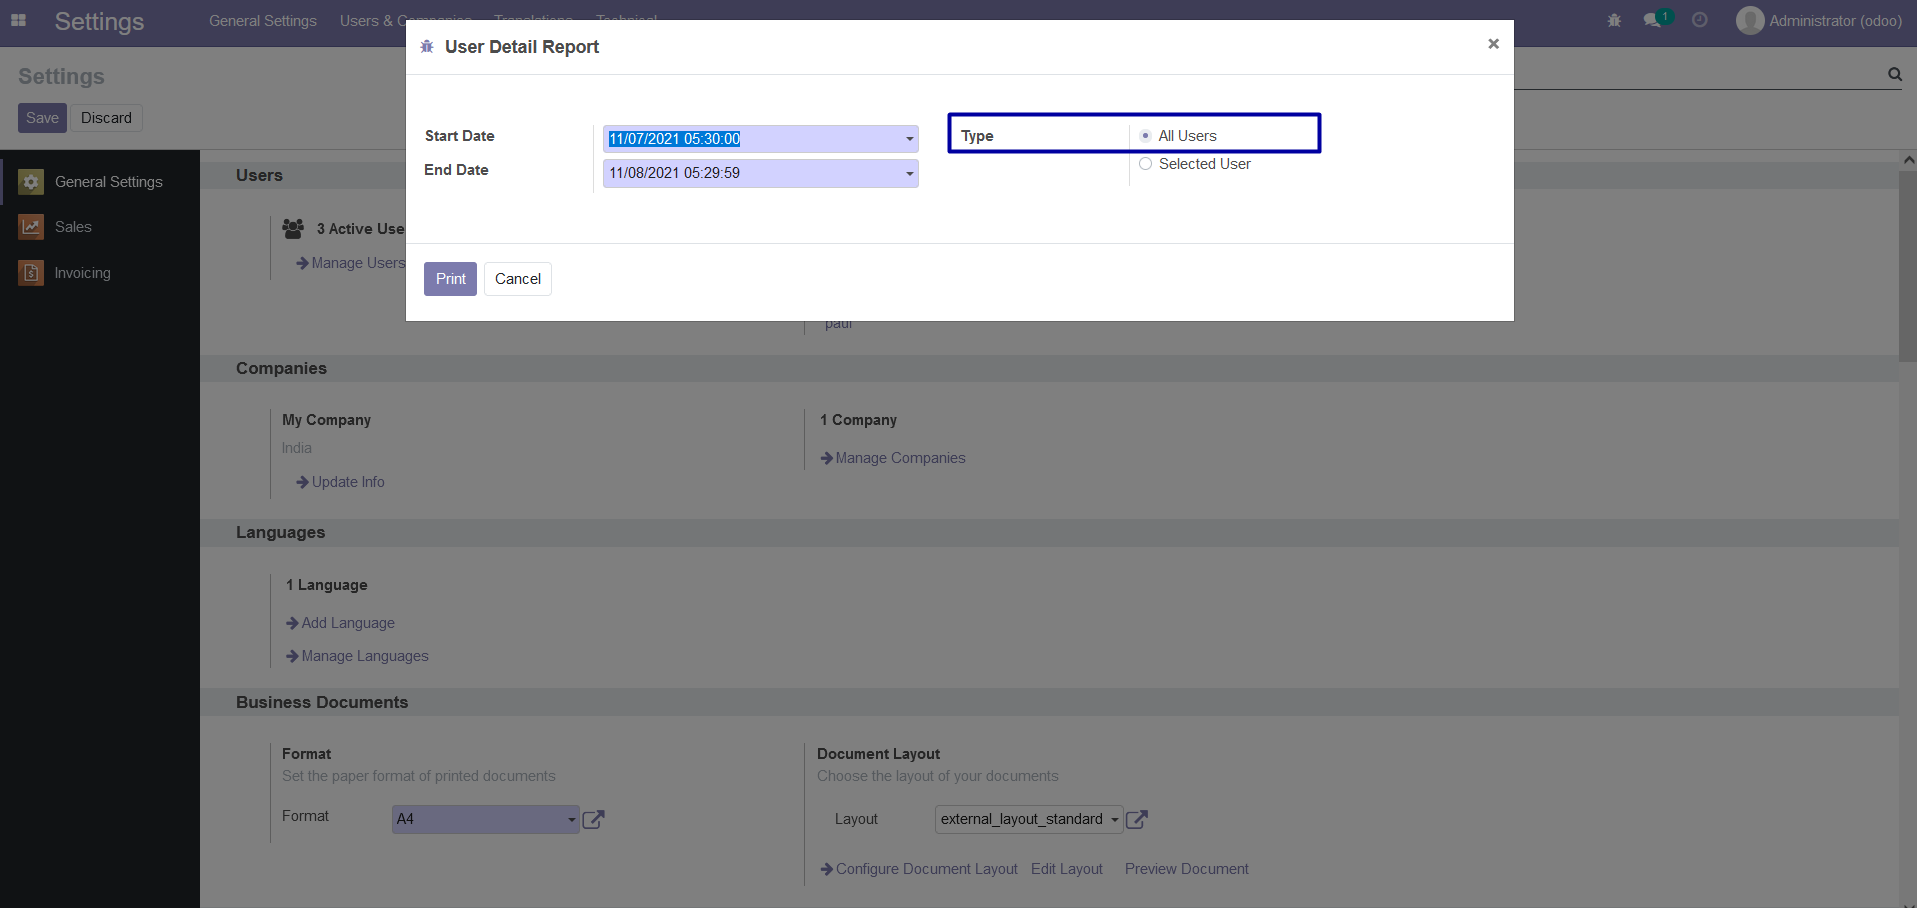 Settings General Settings Users & Companies Translations Technical 1 Administrator (odoo)
User Detail Report ×
Settings
Save Discard
Start Date 11/07/2021 05:30:00 Type All Users
End Date 11/08/2021 05:29:59 Selected User
General Settings
Sales
Invoicing
Users
3 Active Use
Manage Users
Print Cancel
paul
Companies
My Company 1 Company
India
Manage Companies
Update Info
Languages
1 Language
Add Language
Manage Languages
Business Documents
Format Document Layout
Set the paper format of printed documents Choose the layout of your documents
Format A4 Layout external_layout_standard
Configure Document Layout Edit Layout Preview Document